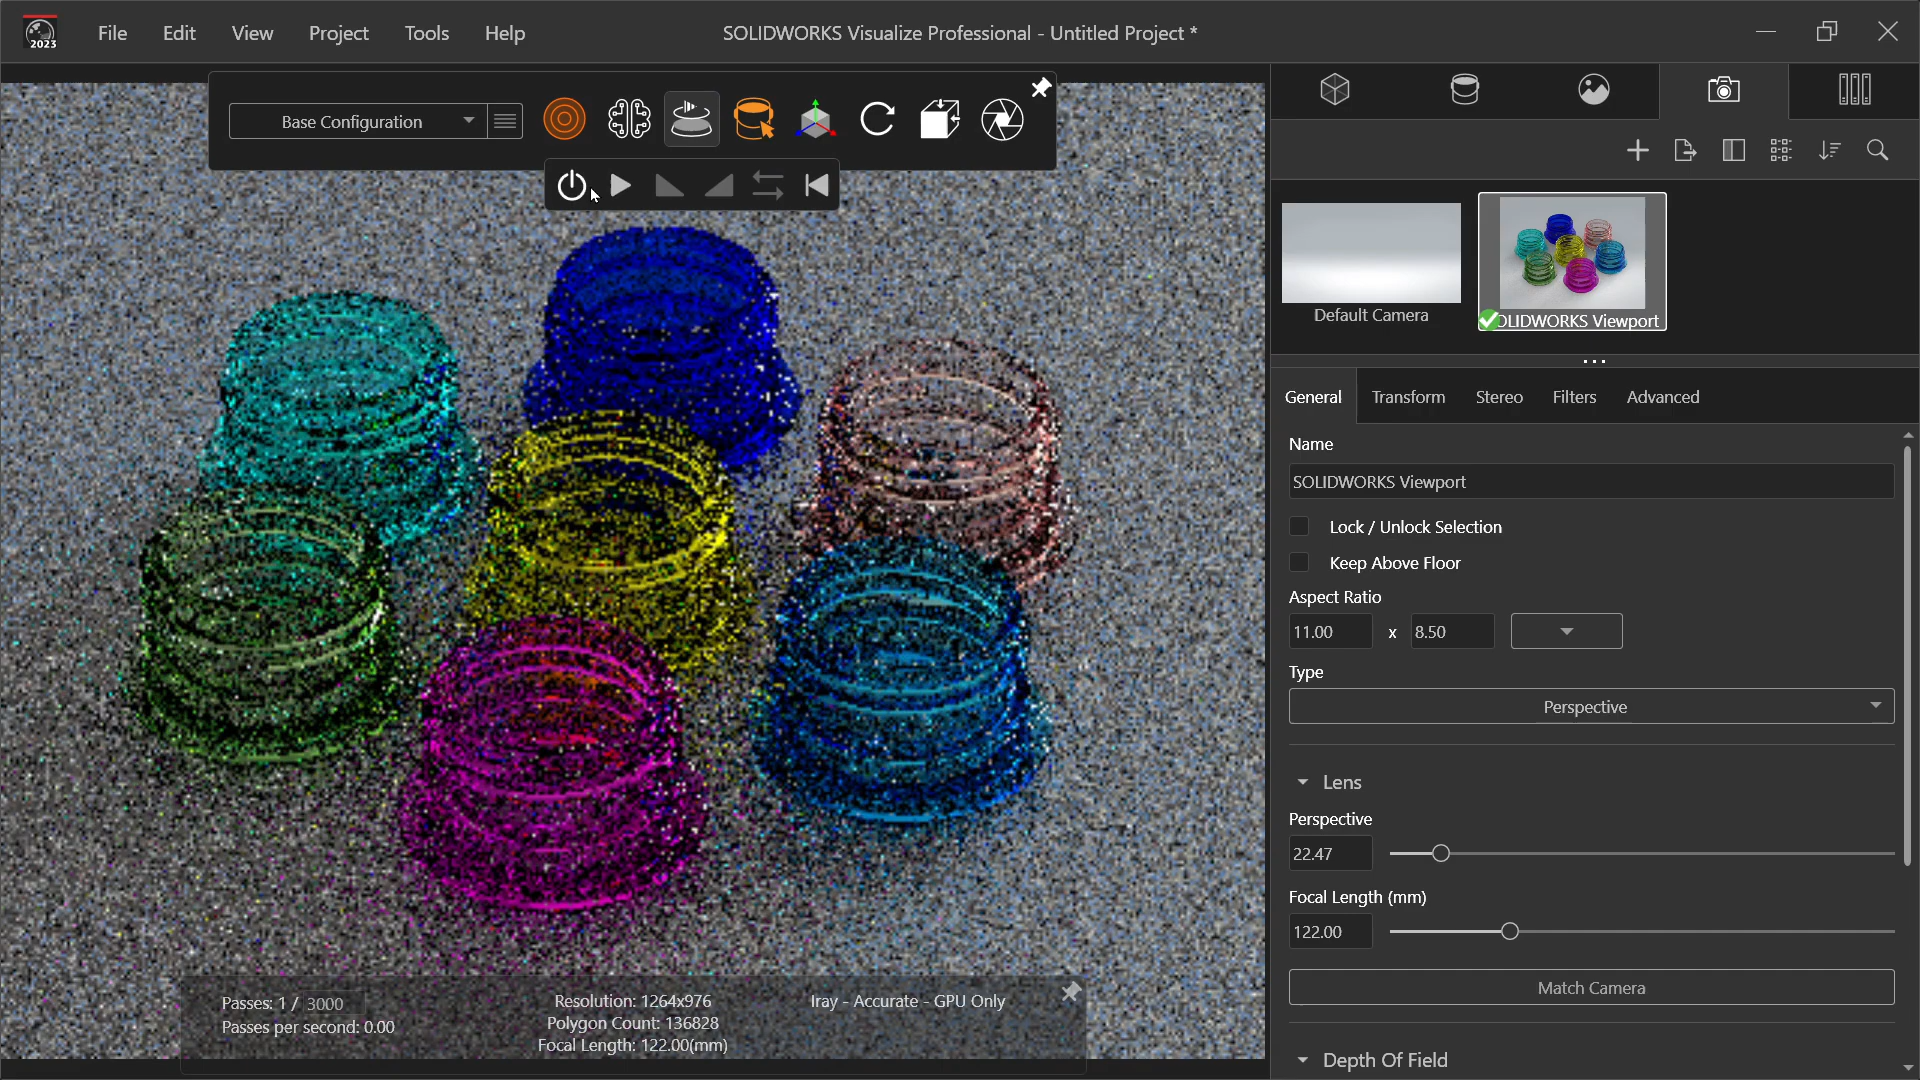 2023
File
Edit
View
Project
Tools
Help
SOLIDWORKS Visualize Professional - Untitled Project *
Base Configuration
Default Camera
OLIDWORKS Viewport
General
Transform
Stereo
Filters
Advanced
Name
SOLIDWORKS Viewport
Lock / Unlock Selection
Keep Above Floor
Aspect Ratio
11.00 x 8.50
Type
Perspective
Lens
Perspective
22.47
Focal Length (mm)
122.00
Match Camera
Depth Of Field
Passes: 1 / 3000
Passes per second: 0.00
Resolution: 1264x976
Polygon Count: 136828
Focal Length: 122.00(mm)
Iray - Accurate - GPU Only